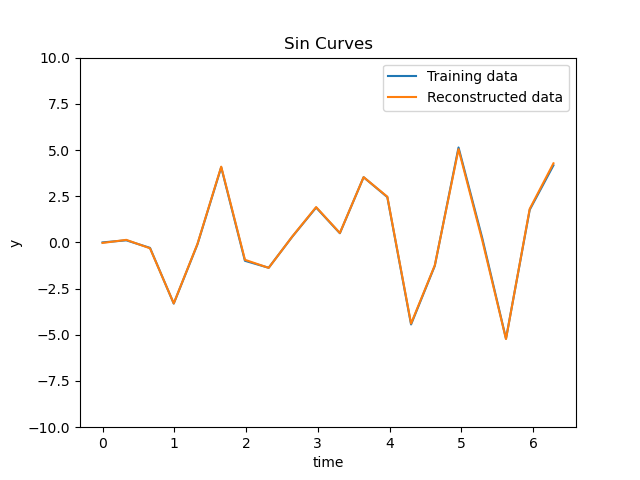 Sin Curves
Training data
Reconstructed data
10.0
7.5
5.0
2.5
0.0
−2.5
−5.0
−7.5
−10.0
y
0 1 2 3 4 5 6
time